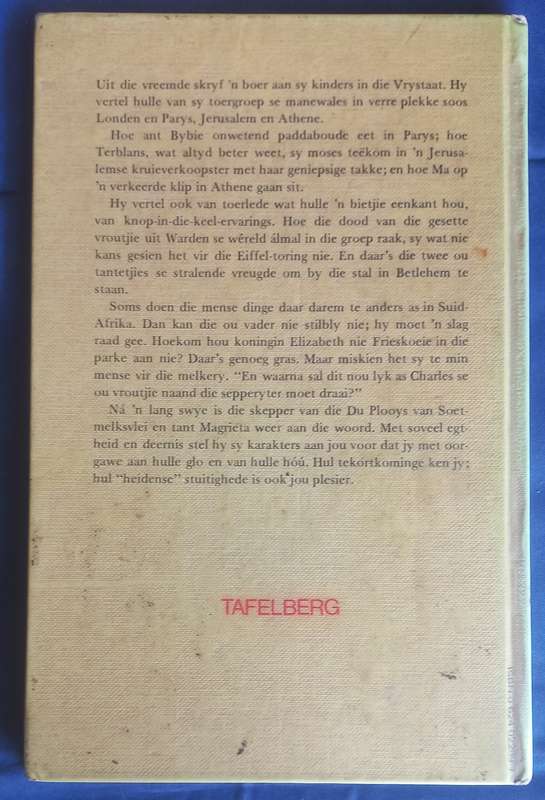 Uit die vreemde skryf 'n boer aan sy kinders in die Vrystaat. Hy
vertel hulle van sy toergroep se manewales in verre plekke soos
Londen en Parys, Jerusalem en Athene.
Hoe ant Bybie onwetend paddaboude eet in Parys; hoe
Terblans, wat altyd beter weet, sy moses teëkom in 'n Jerusa-
lemse kruieverkoopster met haar geniepsige takke; en hoe Ma op
'n verkeerde klip in Athene gaan sit.
Hy vertel ook van toerlede wat hulle 'n bietjie eenkant hou,
van knop-in-die-keel-ervarings. Hoe die dood van die gesette
vroutjie uit Warden se wêreld álmal in die groep raak, sy wat nie
kans gesien het vir die Eiffel-toring nie. En daar's die twee ou
tantetjies se stralende vreugde om by die stal in Betlehem te
staan.
Soms doen die mense dinge daar darem te anders as in Suid-
Afrika. Dan kan die ou vader nie stilbly nie; hy moet 'n slag
raad gee. Hoekom hou koningin Elizabeth nie Frieskoeie in die
parke aan nie? Daar's genoeg gras. Maar miskien het sy te min
mense vir die melkery. "En waarna sal dit nou lyk as Charles se
ou vroutjie naand die sepperyter moet draai?"
Ná 'n lang swye is die skepper van die Du Plooys van Soet-
melksvlei en tant Magrieta weer aan die woord. Met soveel egt-
heid en deernis stel hy sy karakters aan jou voor dat jy met oor-
gawe aan hulle glo en van hulle hóú. Hul tekortkominge ken jy;
hul "heidense" stuitighede is ook jou plesier.
TAFELBERG